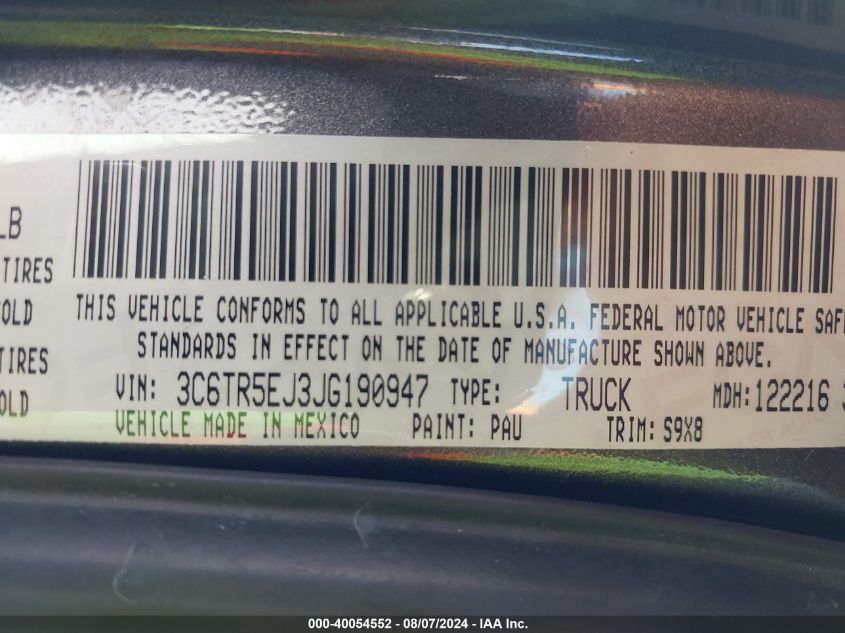 LB
TIRES
OLD
TIRES
OLD
THIS VEHICLE CONFORMS TO ALL APPLICABLE U.S.A. FEDERAL MOTOR VEHICLE SAFE
STANDARDS IN EFFECT ON THE DATE OF MANUFACTURE SHOWN ABOVE.
VIN: 3C6TR5EJ3JG190947 TYPE: TRUCK MDH: 122216 3
VEHICLE MADE IN MEXICO PAINT: PAU TRIM: S9X8
000-40054552 - 08/07/2024 - IAA Inc.